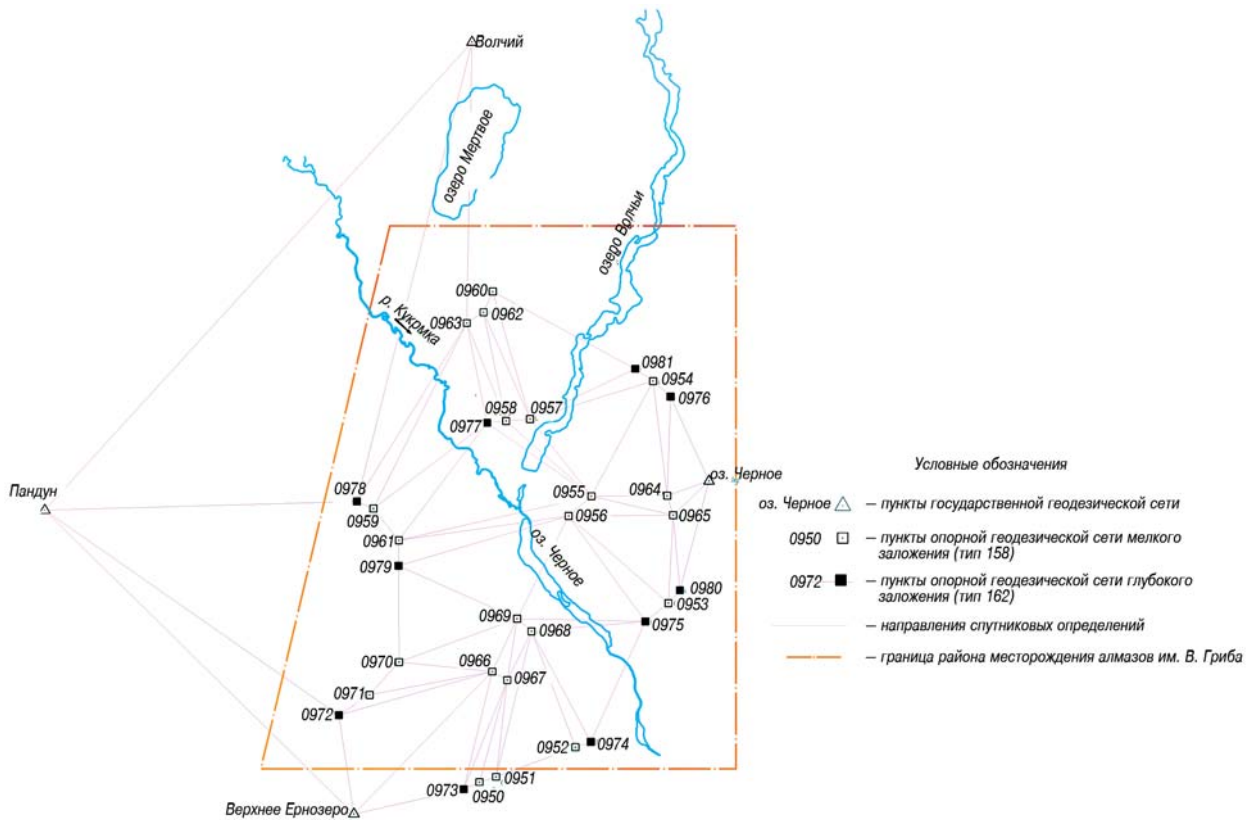 Волчий
озеро Мертвое
озеро Волчьи
р. Кукрмка
0960
0962
0963
0981
0954
0976
0958
0957
0977
оз. Черное
Пандун
0978
0959
0955
0964
0956
0965
0961
оз. Черное
0979
0980
0953
0969
0968
0975
0970
0966
0967
0971
0972
0952
0974
0951
0973
0950
Верхнее Ернозеро
Условные обозначения
оз. Черное – пункты государственной геодезической сети
0950 – пункты опорной геодезической сети мелкого
заложения (тип 158)
0972 – пункты опорной геодезической сети глубокого
заложения (тип 162)
– направления спутниковых определений
– граница района месторождения алмазов им. В. Гриба